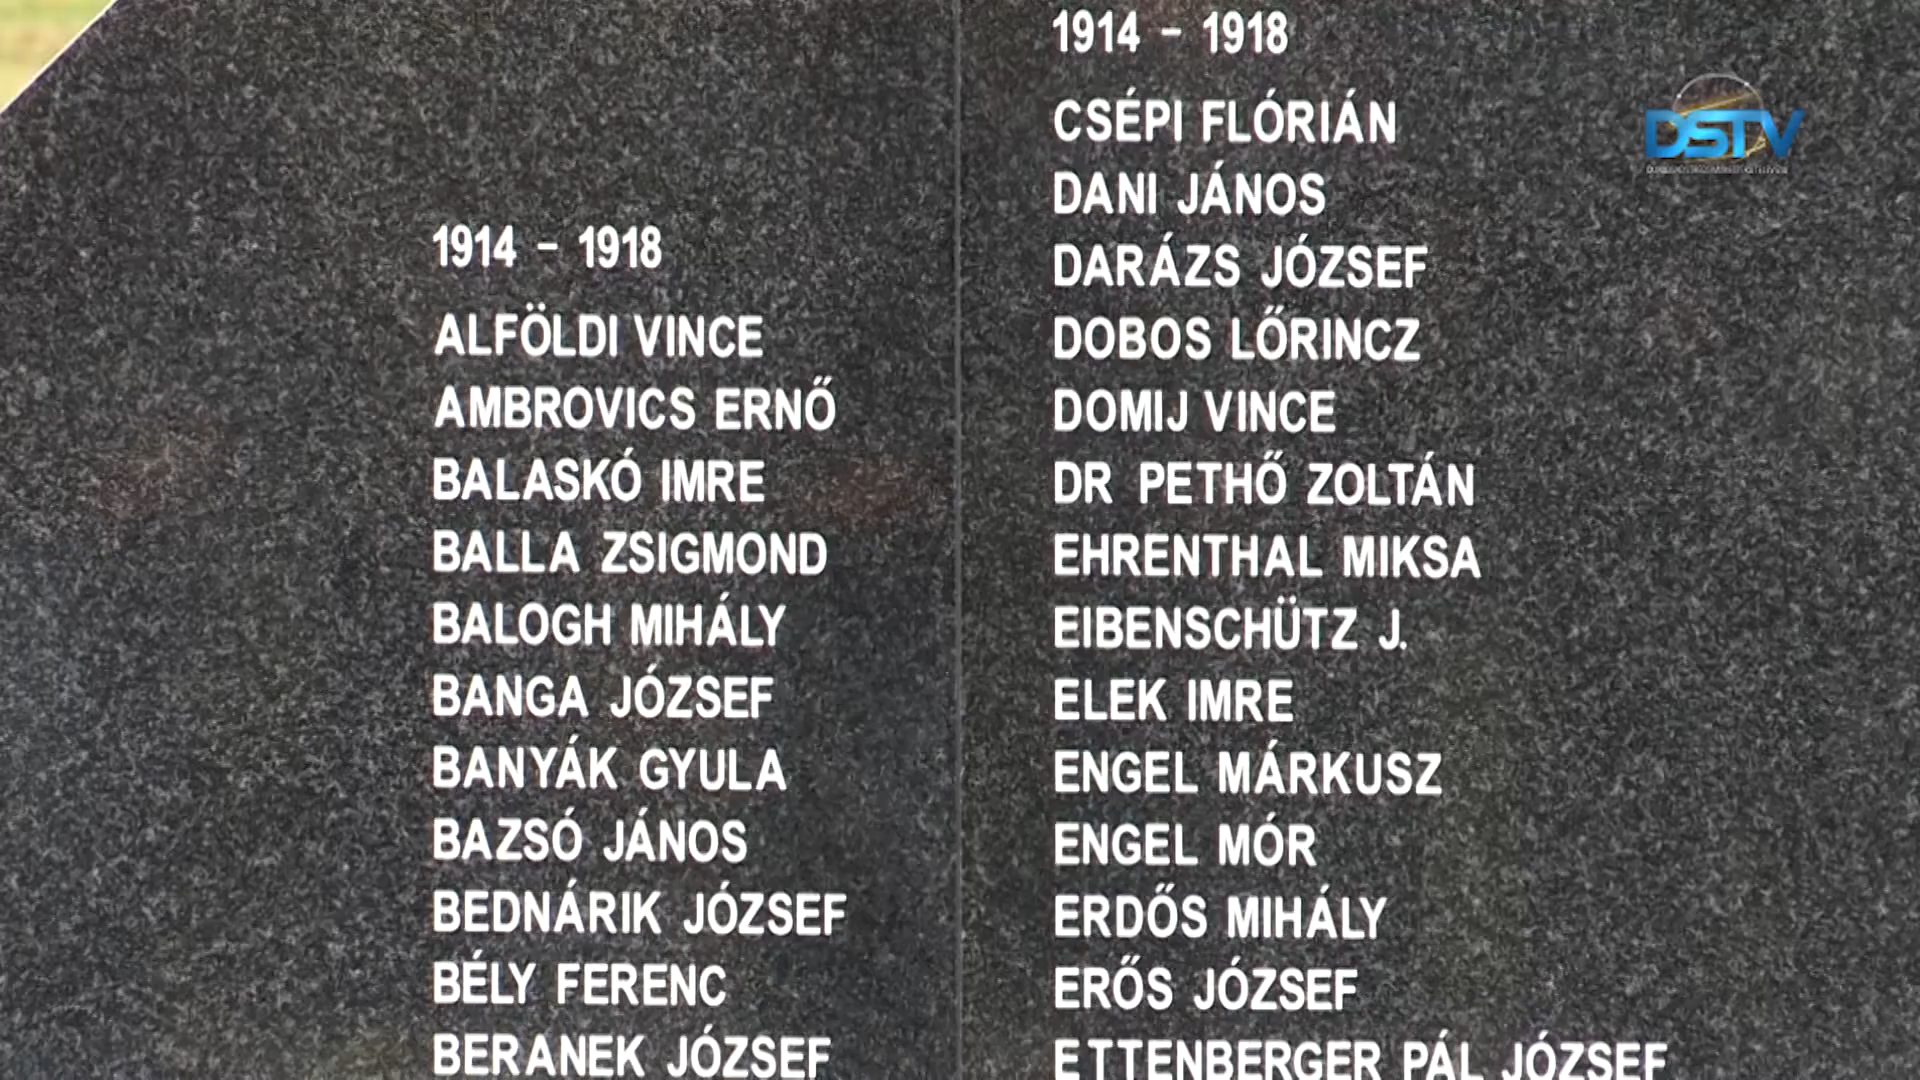 1914 - 1918
ALFÖLDI VINCE
AMBROVICS ERNŐ
BALASKÓ IMRE
BALLA ZSIGMOND
BALOGH MIHÁLY
BANGA JÓZSEF
BANYÁK GYULA
BAZSÓ JÁNOS
BEDNÁRIK JÓZSEF
BÉLY FERENC
BERANEK JÓZSEF
1914 - 1918
CSÉPI FLÓRIÁN
DANI JÁNOS
DARÁZS JÓZSEF
DOBOS LŐRINCZ
DOMIJ VINCE
DR PETHŐ ZOLTÁN
EHRENTHAL MIKSA
EIBENSCHÜTZ J.
ELEK IMRE
ENGEL MÁRKUSZ
ENGEL MÓR
ERDŐS MIHÁLY
ERŐS JÓZSEF
ETTENBERGER PÁL JÓZSEF
DSTV